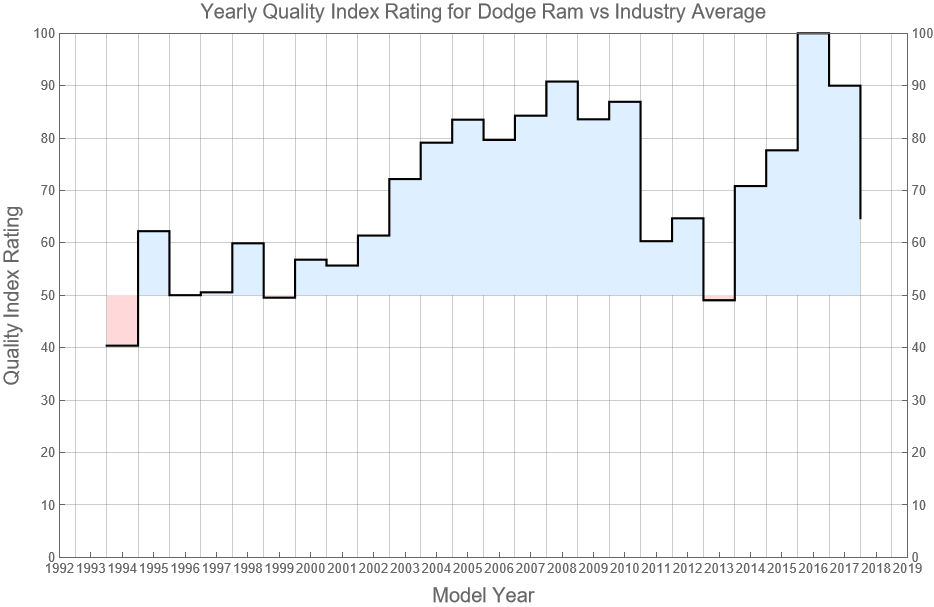 Yearly Quality Index Rating for Dodge Ram vs Industry Average
100 100
90 90
80 80
70 70
60 60
50 50
40 40
30 30
20 20
10 10
0 0
Quality Index Rating
1992 1993 1994 1995 1996 1997 1998 1999 2000 2001 2002 2003 2004 2005 2006 2007 2008 2009 2010 2011 2012 2013 2014 2015 2016 2017 2018 2019
Model Year